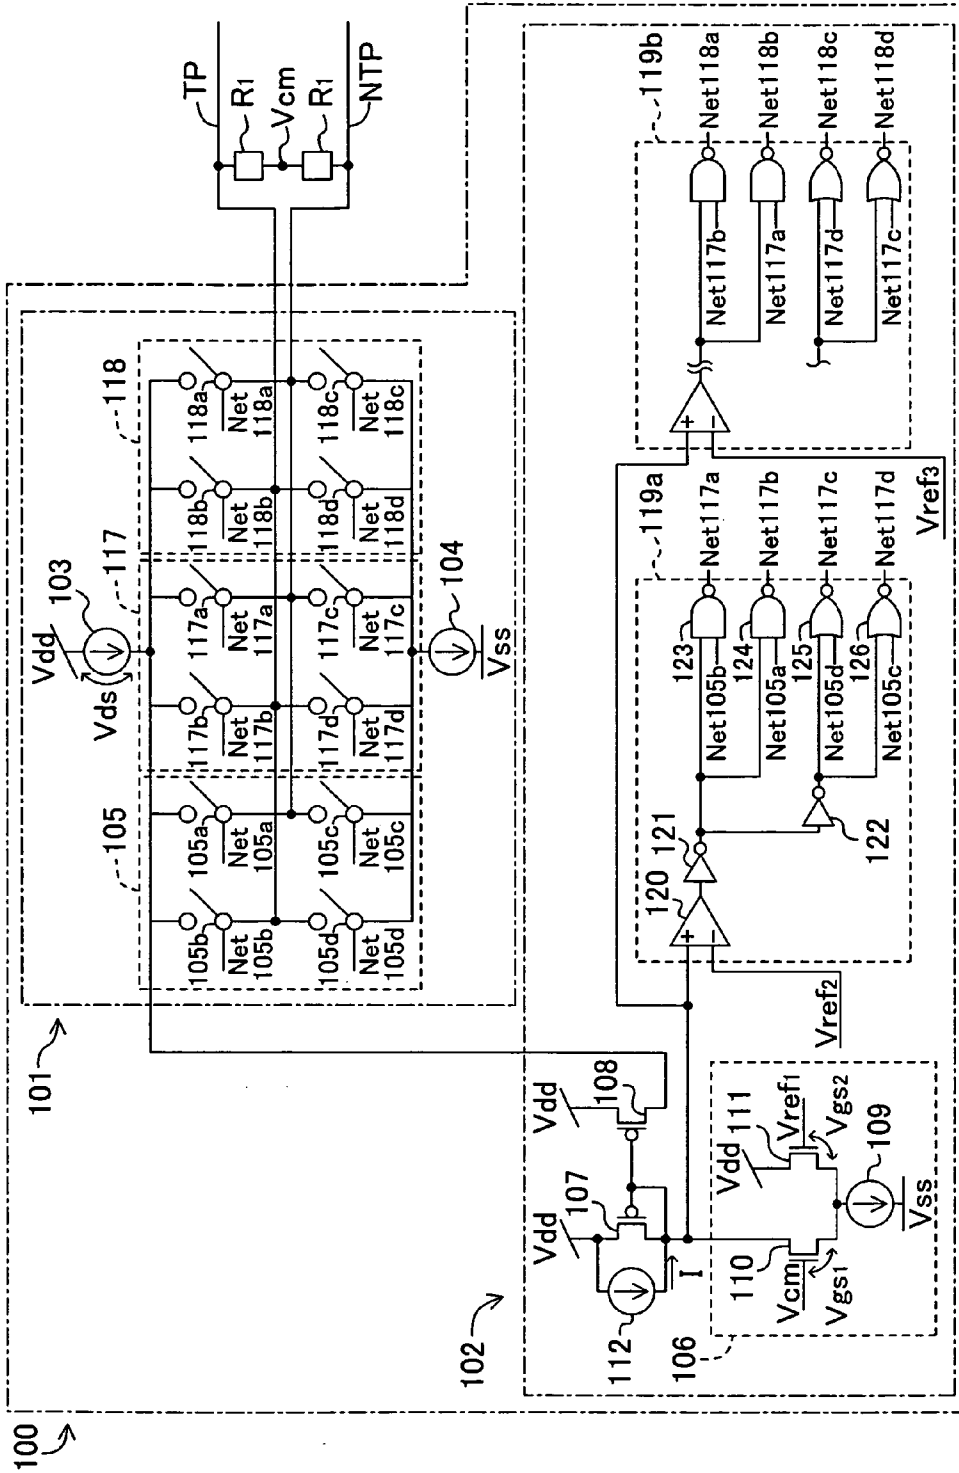 100
101
102
Vdd
103
Vds
105
117
118
105b
Net
105b
105a
Net
105a
117b
Net
117b
117a
Net
117a
118b
Net
118b
118a
Net
118a
105d
Net
105d
105c
Net
105c
117d
Net
117d
117c
Net
117c
118d
Net
118d
118c
Net
118c
104
Vss
TP
R1
Vcm
R1
NTP
Vdd
107
Vdd
108
112
I
106
Vcm
110
Vgs1
Vdd
111
Vref1
Vgs2
109
Vss
119a
120
121
122
Vref2
123
Net105b
Net117a
124
Net105a
Net117b
125
Net105d
Net117c
126
Net105c
Net117d
119b
Vref3
Net117b
Net118a
Net117a
Net118b
Net117d
Net118c
Net117c
Net118d